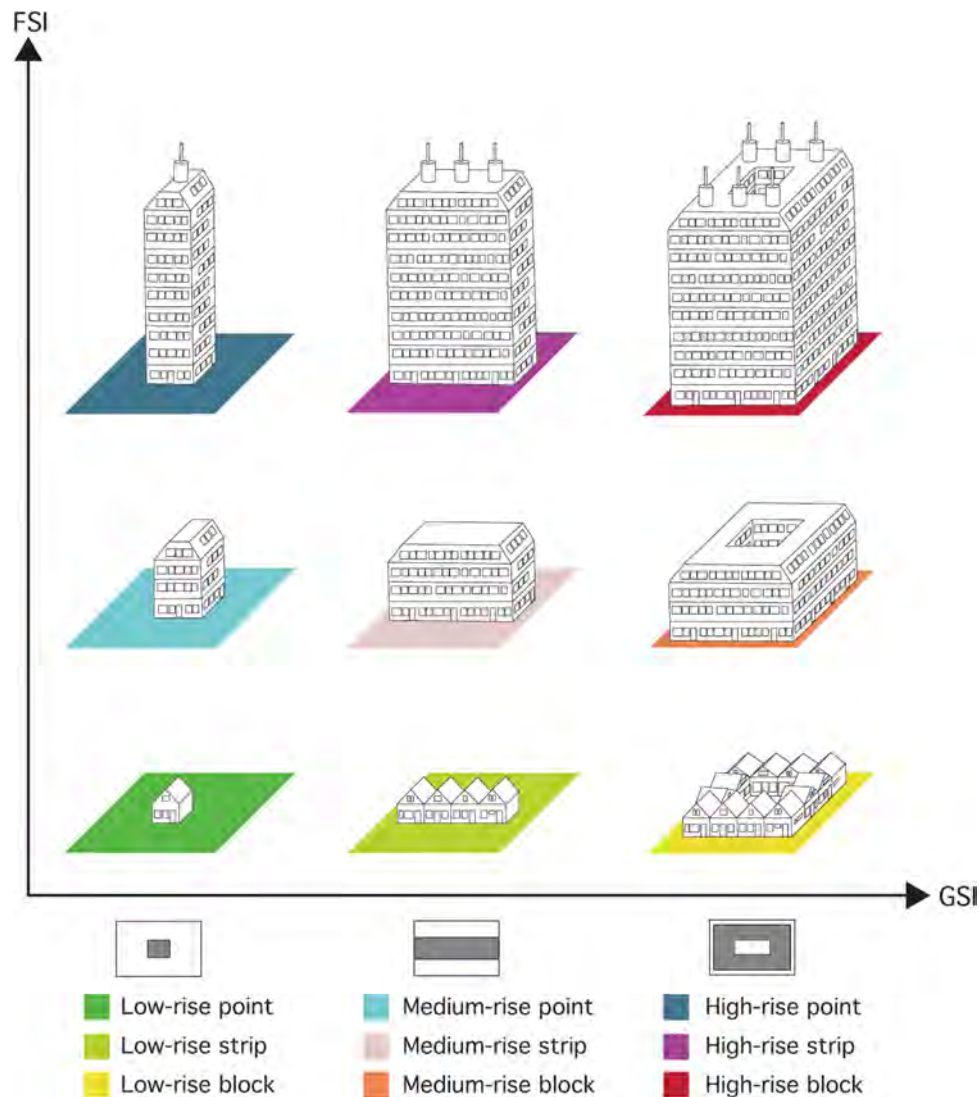 FSI
GSI
Low-rise point
Medium-rise point
High-rise point
Low-rise strip
Medium-rise strip
High-rise strip
Low-rise block
Medium-rise block
High-rise block